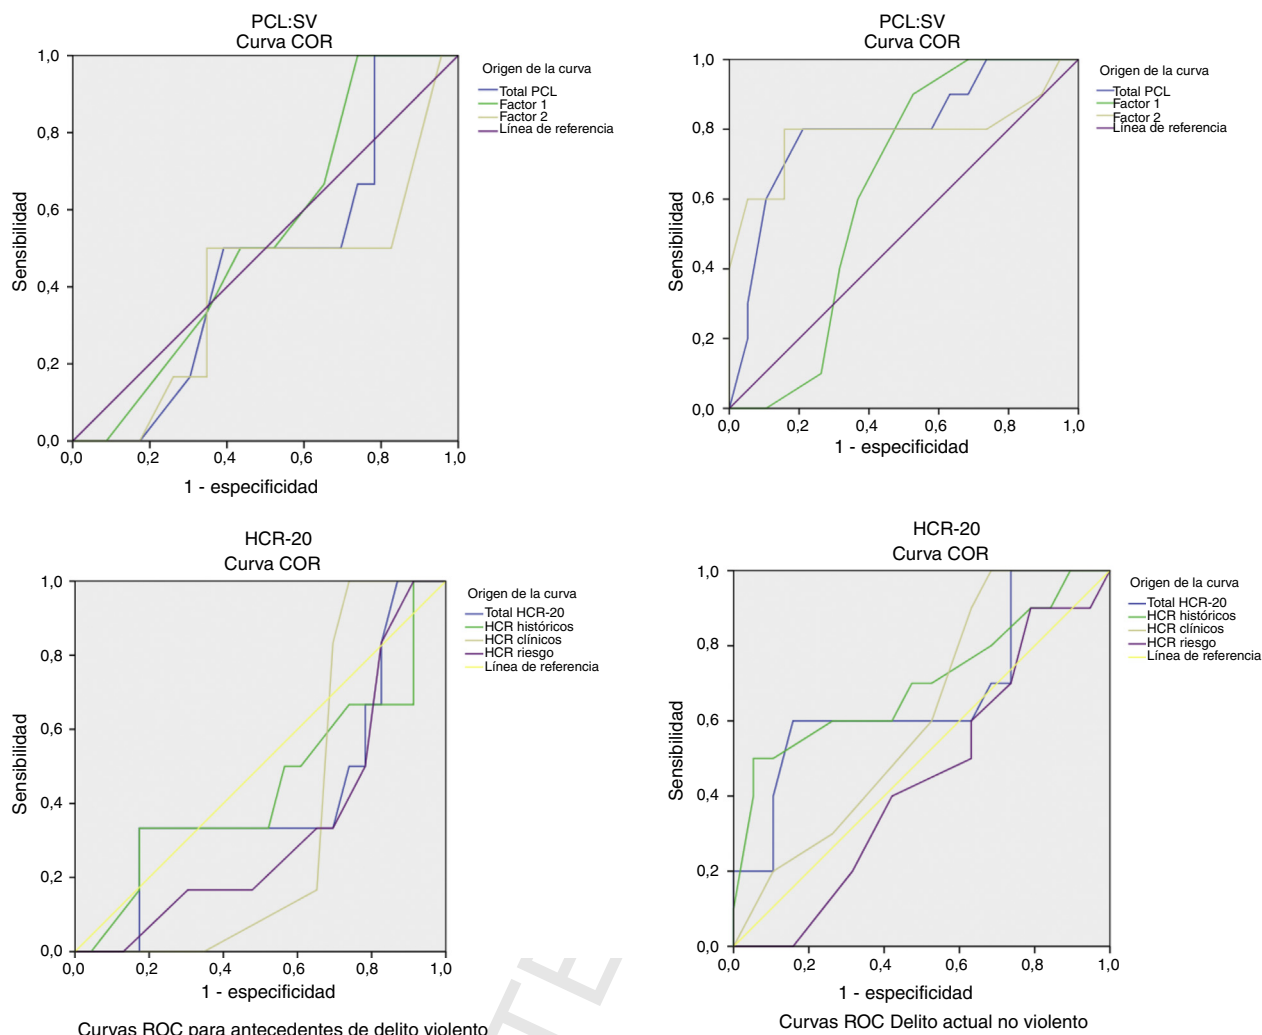 PCL:SV
Curva COR
1,0
0,8
0,6
0,4
0,2
0,0
Sensibilidad
0,0 0,2 0,4 0,6 0,8 1,0
1 - especificidad
Origen de la curva
Total PCL
Factor 1
Factor 2
Línea de referencia
PCL:SV
Curva COR
1,0
0,8
0,6
0,4
0,2
0,0
Sensibilidad
0,0 0,2 0,4 0,6 0,8 1,0
1 - especificidad
Origen de la curva
Total PCL
Factor 1
Factor 2
Línea de referencia
HCR-20
Curva COR
1,0
0,8
0,6
0,4
0,2
0,0
Sensibilidad
0,0 0,2 0,4 0,6 0,8 1,0
1 - especificidad
Origen de la curva
Total HCR-20
HCR históricos
HCR clínicos
HCR riesgo
Línea de referencia
Curvas ROC para antecedentes de delito violento
HCR-20
Curva COR
1,0
0,8
0,6
0,4
0,2
0,0
Sensibilidad
0,0 0,2 0,4 0,6 0,8 1,0
1 - especificidad
Origen de la curva
Total HCR-20
HCR históricos
HCR clínicos
HCR riesgo
Línea de referencia
Curvas ROC Delito actual no violento